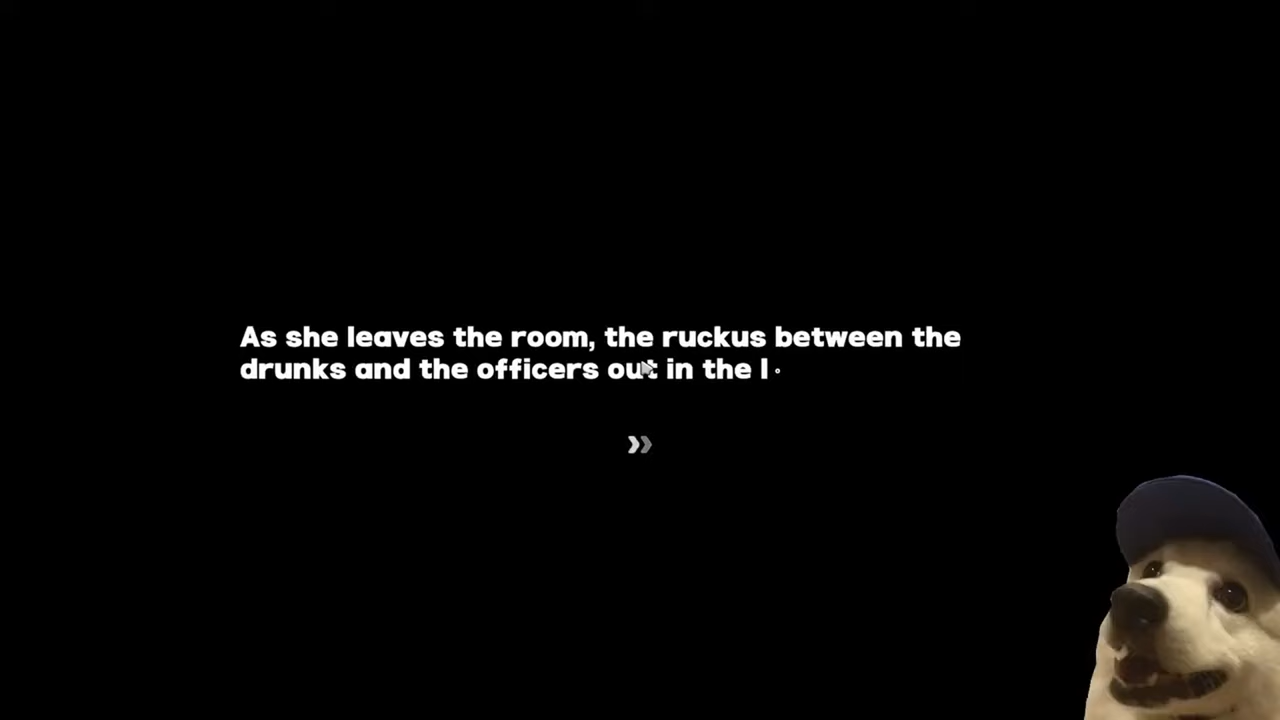 As she leaves the room, the ruckus between the
drunks and the officers out in the l